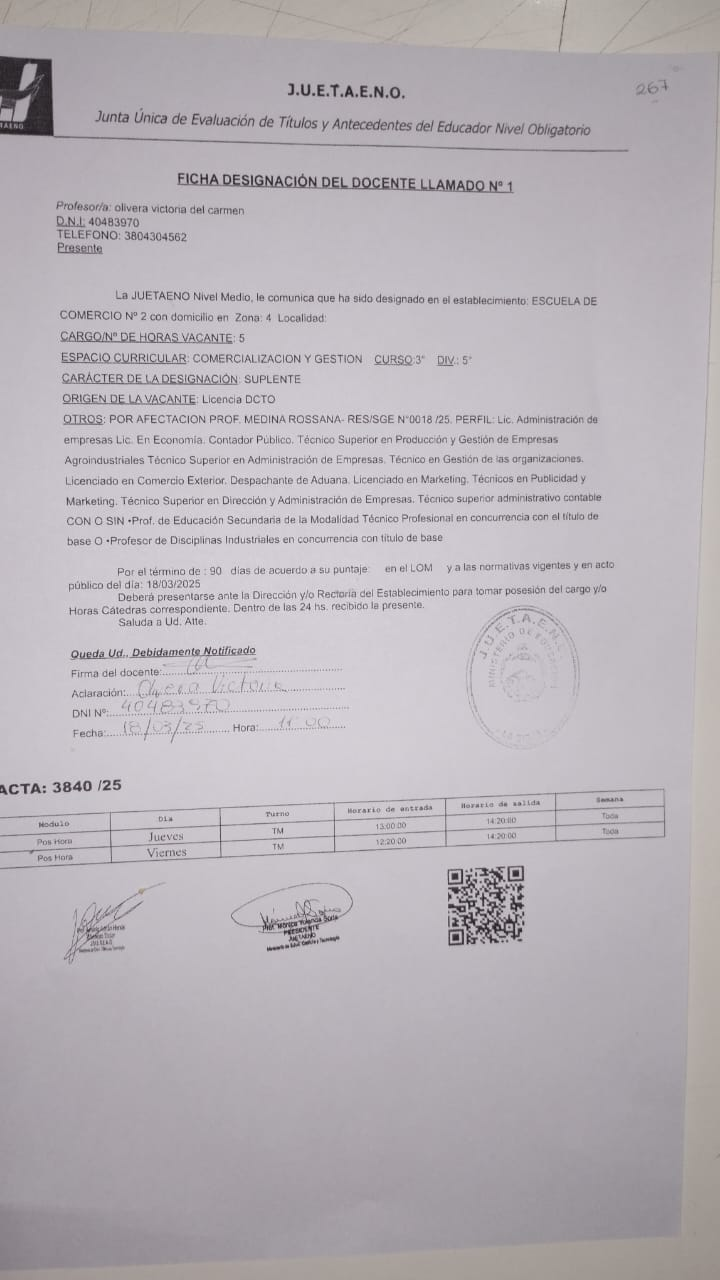 267
TAENO
J.U.E.T.A.E.N.O.
Junta Única de Evaluación de Títulos y Antecedentes del Educador Nivel Obligatorio
FICHA DESIGNACIÓN DEL DOCENTE LLAMADO Nº 1
Profesor/a: olivera victoria del carmen
D.N.I: 40483970
TELEFONO: 3804304562
Presente
La JUETAENO Nivel Medio, le comunica que ha sido designado en el establecimiento: ESCUELA DE
COMERCIO Nº 2 con domicilio en Zona: 4 Localidad:
CARGO/Nº DE HORAS VACANTE: 5
ESPACIO CURRICULAR: COMERCIALIZACION Y GESTION CURSO:3° DIV.: 5°
CARÁCTER DE LA DESIGNACIÓN: SUPLENTE
ORIGEN DE LA VACANTE: Licencia DCTO
OTROS: POR AFECTACION PROF. MEDINA ROSSANA- RES/SGE N°0018 /25. PERFIL: Lic. Administración de
empresas Lic. En Economía. Contador Público. Técnico Superior en Producción y Gestión de Empresas
Agroindustriales Técnico Superior en Administración de Empresas. Técnico en Gestión de las organizaciones.
Licenciado en Comercio Exterior. Despachante de Aduana. Licenciado en Marketing. Técnicos en Publicidad y
Marketing. Técnico Superior en Dirección y Administración de Empresas. Técnico superior administrativo contable
CON O SIN •Prof. de Educación Secundaria de la Modalidad Técnico Profesional en concurrencia con el título de
base O •Profesor de Disciplinas Industriales en concurrencia con título de base
Por el término de : 90 días de acuerdo a su puntaje: en el LOM y a las normativas vigentes y en acto
público del día: 18/03/2025
Deberá presentarse ante la Dirección y/o Rectoría del Establecimiento para tomar posesión del cargo y/o
Horas Cátedras correspondiente. Dentro de las 24 hs. recibido la presente.
Saluda a Ud. Atte.
J.U.E.T.A.E.N.O.
Queda Ud., Debidamente Notificado
Firma del docente:
Aclaración: Olivera Victoria
DNI Nº: 40483970
Fecha: 18/03/25 Hora: 11:00
ACTA: 3840 /25
Modulo Dia Turno Horario de entrada Horario de salida Semana
Pos Hora Jueves TM 13:00:00 14:20:00 Toda
Pos Hora Viernes TM 12:20:00 14:20:00 Toda
PRESIDENTE
JUETAENO